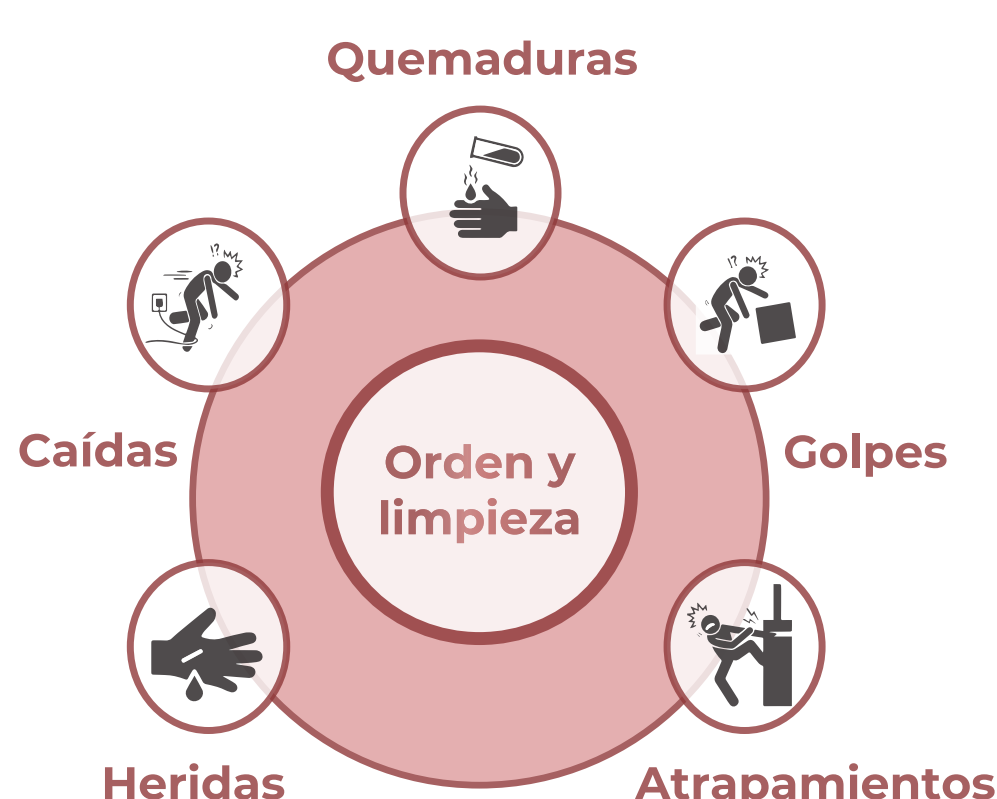 Quemaduras
Caídas
Golpes
Orden y
limpieza
Heridas
Atrapamientos